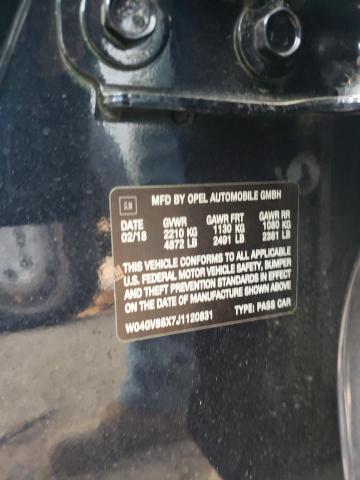 GM
MFD BY OPEL AUTOMOBILE GMBH
DATE GVWR GAWR FRT GAWR RR
02/18 2210 KG 1130 KG 1080 KG
4872 LB 2491 LB 2381 LB
THIS VEHICLE CONFORMS TO ALL APPLICABLE
U.S. FEDERAL MOTOR VEHICLE SAFETY, BUMPER
AND THEFT PREVENTION STANDARDS IN EFFECT
ON THE DATE OF MANUFACTURE SHOWN ABOVE.
W04GV8SX7J1120831 TYPE: PASS CAR